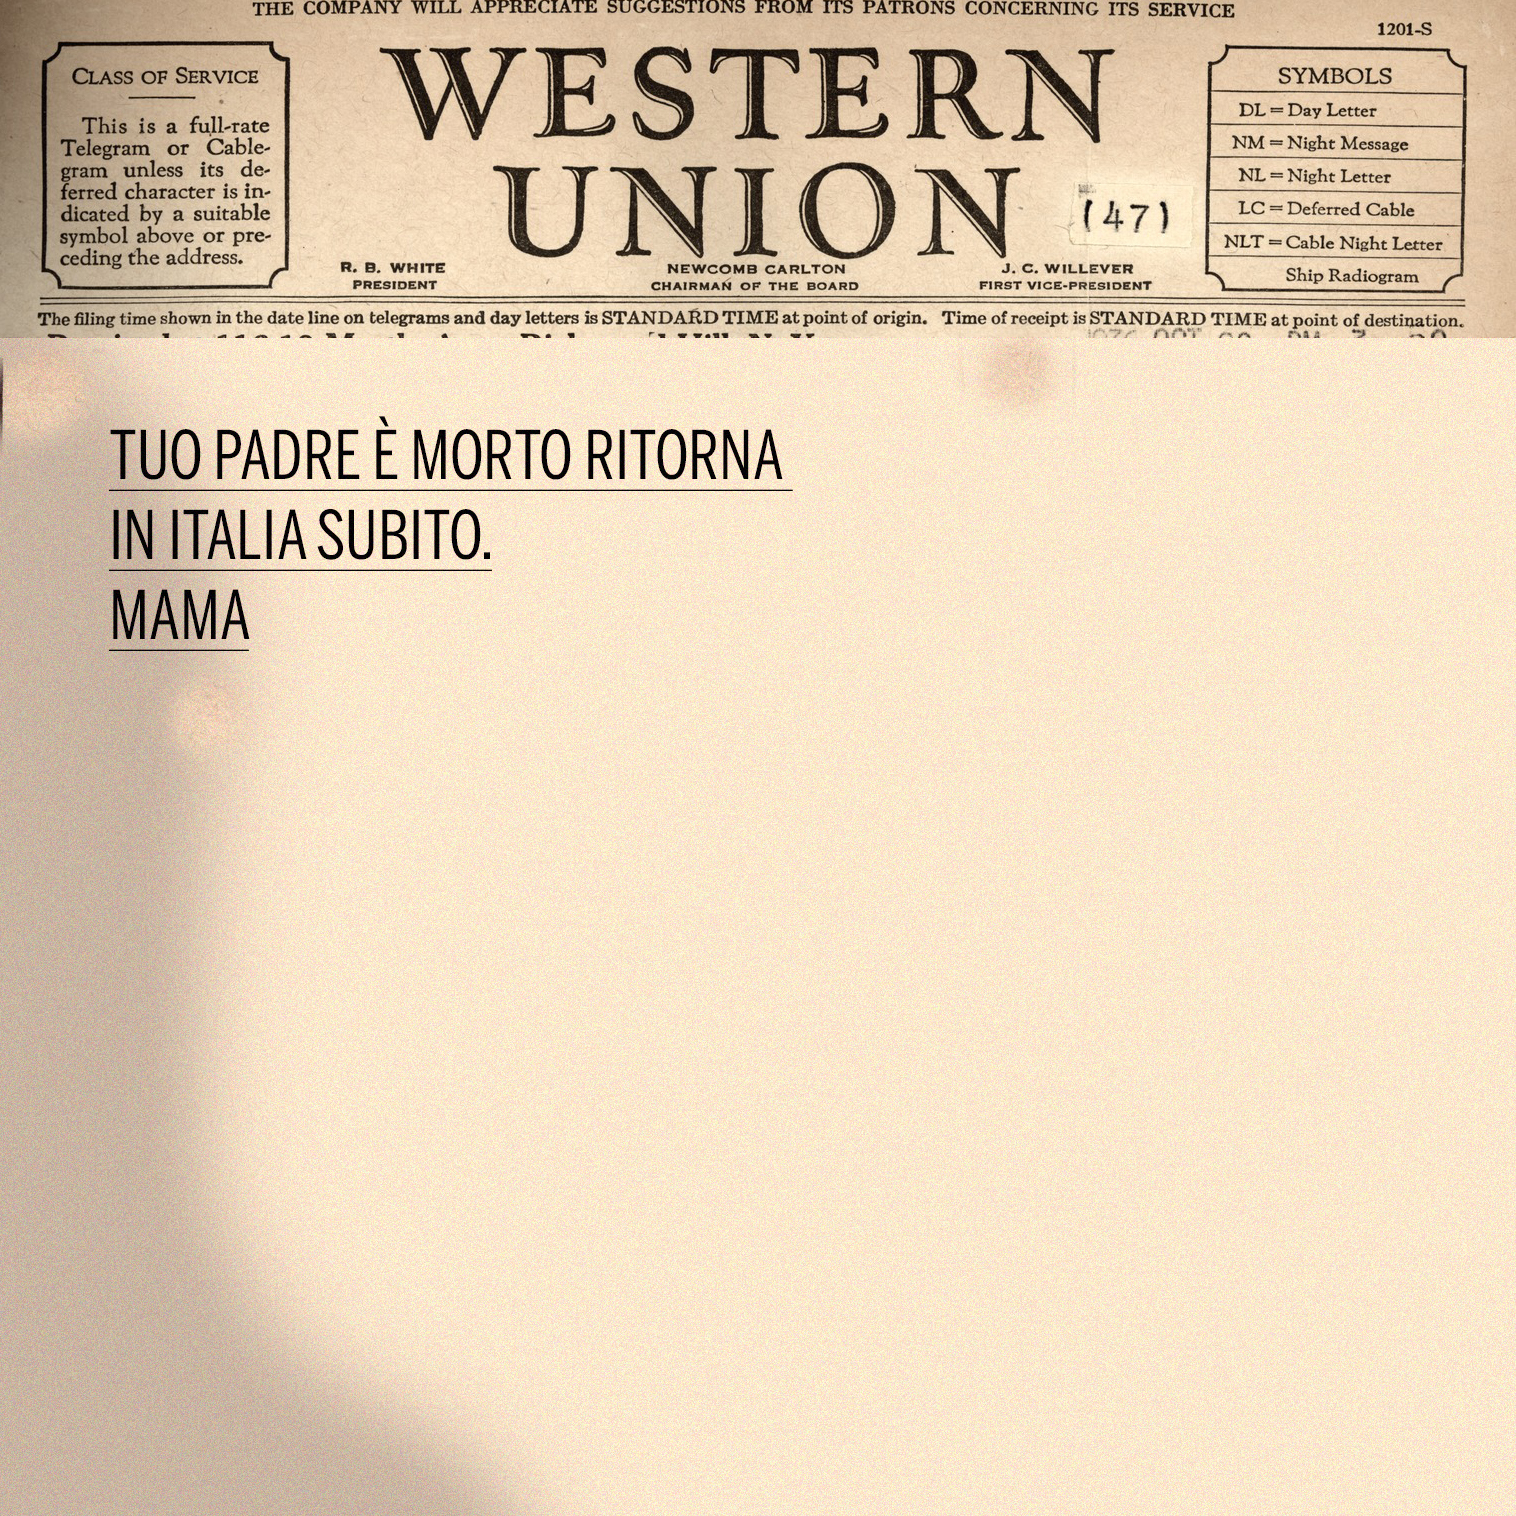 THE COMPANY WILL APPRECIATE SUGGESTIONS FROM ITS PATRONS CONCERNING ITS SERVICE
1201-S
CLASS OF SERVICE
This is a full-rate
Telegram or Cable-
gram unless its de-
ferred character is in-
dicated by a suitable
symbol above or pre-
ceding the address.
WESTERN
UNION
(47)
R. B. WHITE
PRESIDENT
NEWCOMB CARLTON
CHAIRMAN OF THE BOARD
J. C. WILLEVER
FIRST VICE-PRESIDENT
SYMBOLS
DL = Day Letter
NM = Night Message
NL = Night Letter
LC = Deferred Cable
NLT = Cable Night Letter
Ship Radiogram
The filing time shown in the date line on telegrams and day letters is STANDARD TIME at point of origin. Time of receipt is STANDARD TIME at point of destination.
TUO PADRE È MORTO RITORNA
IN ITALIA SUBITO.
MAMA